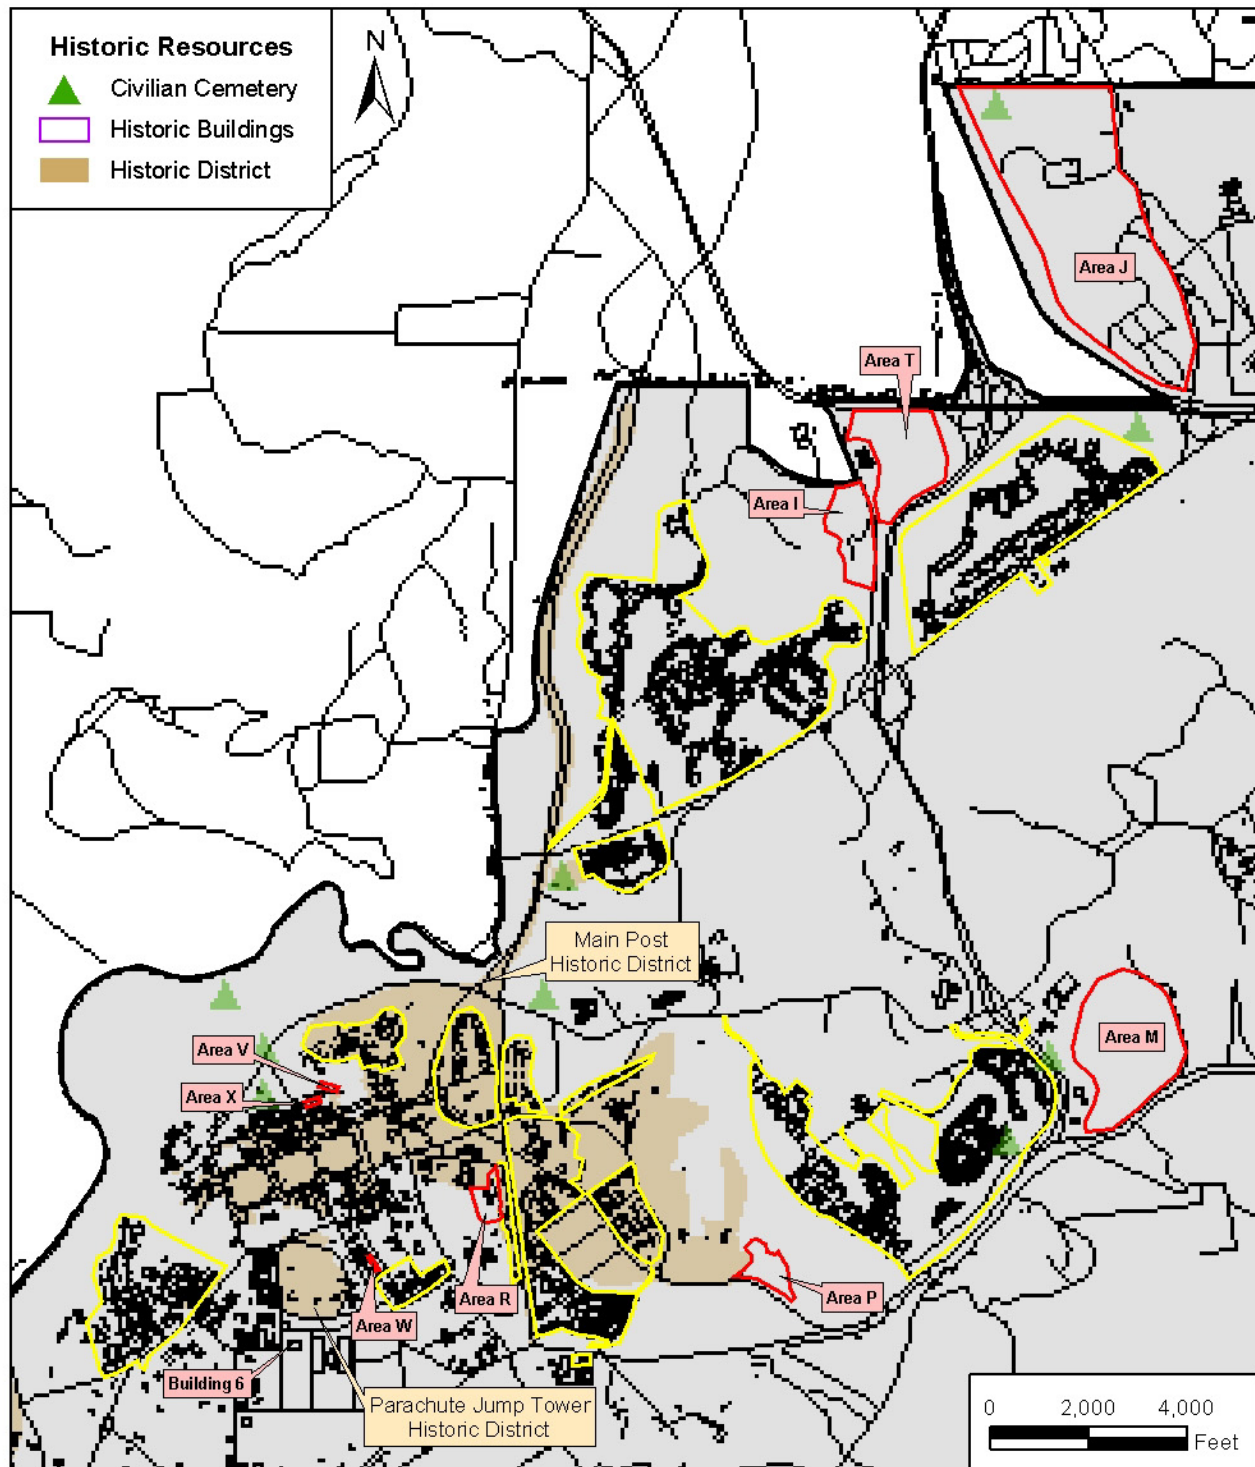 Historic Resources
Civilian Cemetery
Historic Buildings
Historic District
N
Area J
Area T
Area I
Main Post
Historic District
Area M
Area V
Area X
Area R
Area P
Area W
Building 6
Parachute Jump Tower
Historic District
0 2,000 4,000
Feet